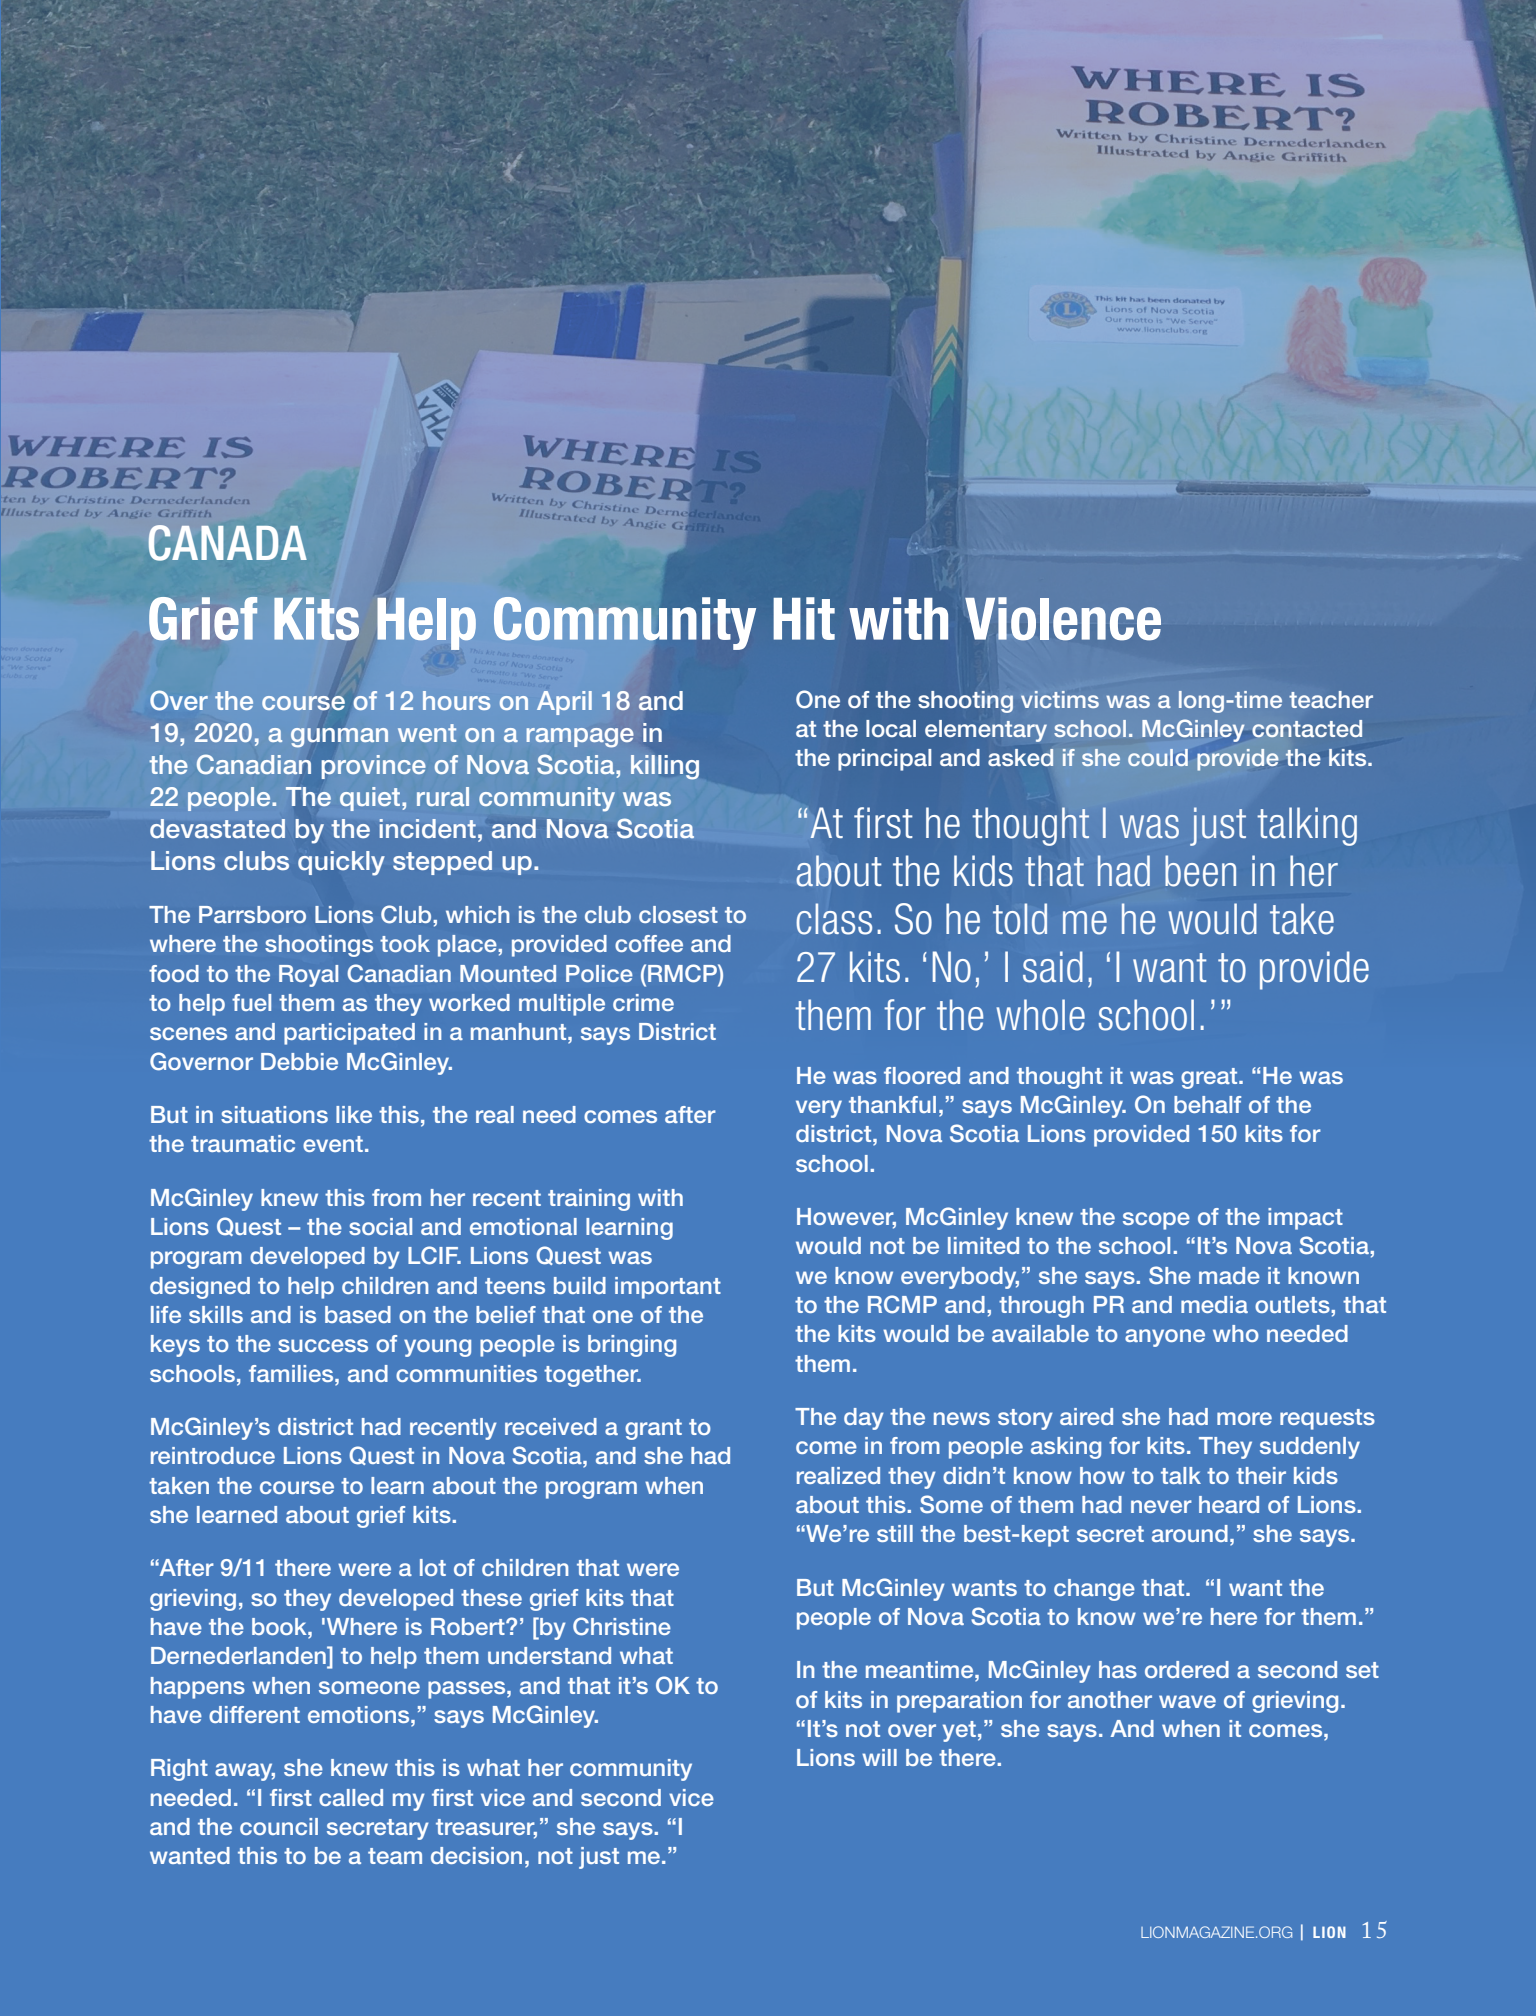 WHERE IS
ROBERT?
Written by Christine Dernederlanden
Illustrated by Angie Griffith
This kit has been donated by
Lions of Nova Scotia
Our motto is "We Serve"
www.lionsclubs.org
WHERE IS
ROBERT?
ten by Christine Dernederlanden
Illustrated by Angie Griffith
WHERE IS
ROBERT?
Written by Christine Dernederlanden
Illustrated by Angie Griffith
This kit has been donated by
Lions of Nova Scotia
Our motto is "We Serve"
www.lionsclubs.org
CANADA
Grief Kits Help Community Hit with Violence
Over the course of 12 hours on April 18 and
19, 2020, a gunman went on a rampage in
the Canadian province of Nova Scotia, killing
22 people. The quiet, rural community was
devastated by the incident, and Nova Scotia
Lions clubs quickly stepped up.
The Parrsboro Lions Club, which is the club closest to
where the shootings took place, provided coffee and
food to the Royal Canadian Mounted Police (RMCP)
to help fuel them as they worked multiple crime
scenes and participated in a manhunt, says District
Governor Debbie McGinley.
But in situations like this, the real need comes after
the traumatic event.
McGinley knew this from her recent training with
Lions Quest – the social and emotional learning
program developed by LCIF. Lions Quest was
designed to help children and teens build important
life skills and is based on the belief that one of the
keys to the success of young people is bringing
schools, families, and communities together.
McGinley’s district had recently received a grant to
reintroduce Lions Quest in Nova Scotia, and she had
taken the course to learn about the program when
she learned about grief kits.
“After 9/11 there were a lot of children that were
grieving, so they developed these grief kits that
have the book, 'Where is Robert?’ [by Christine
Dernederlanden] to help them understand what
happens when someone passes, and that it’s OK to
have different emotions,” says McGinley.
Right away, she knew this is what her community
needed. “I first called my first vice and second vice
and the council secretary treasurer,” she says. “I
wanted this to be a team decision, not just me.”
One of the shooting victims was a long-time teacher
at the local elementary school. McGinley contacted
the principal and asked if she could provide the kits.
“At first he thought I was just talking
about the kids that had been in her
class. So he told me he would take
27 kits. ‘No,’ I said, ‘I want to provide
them for the whole school.’”
He was floored and thought it was great. “He was
very thankful,” says McGinley. On behalf of the
district, Nova Scotia Lions provided 150 kits for
school.
However, McGinley knew the scope of the impact
would not be limited to the school. “It’s Nova Scotia,
we know everybody,” she says. She made it known
to the RCMP and, through PR and media outlets, that
the kits would be available to anyone who needed
them.
The day the news story aired she had more requests
come in from people asking for kits. They suddenly
realized they didn’t know how to talk to their kids
about this. Some of them had never heard of Lions.
“We’re still the best-kept secret around,” she says.
But McGinley wants to change that.  “I want the
people of Nova Scotia to know we’re here for them.”
In the meantime, McGinley has ordered a second set
of kits in preparation for another wave of grieving.
“It’s not over yet,” she says. And when it comes,
Lions will be there.
LIONMAGAZINE.ORG | LION 15